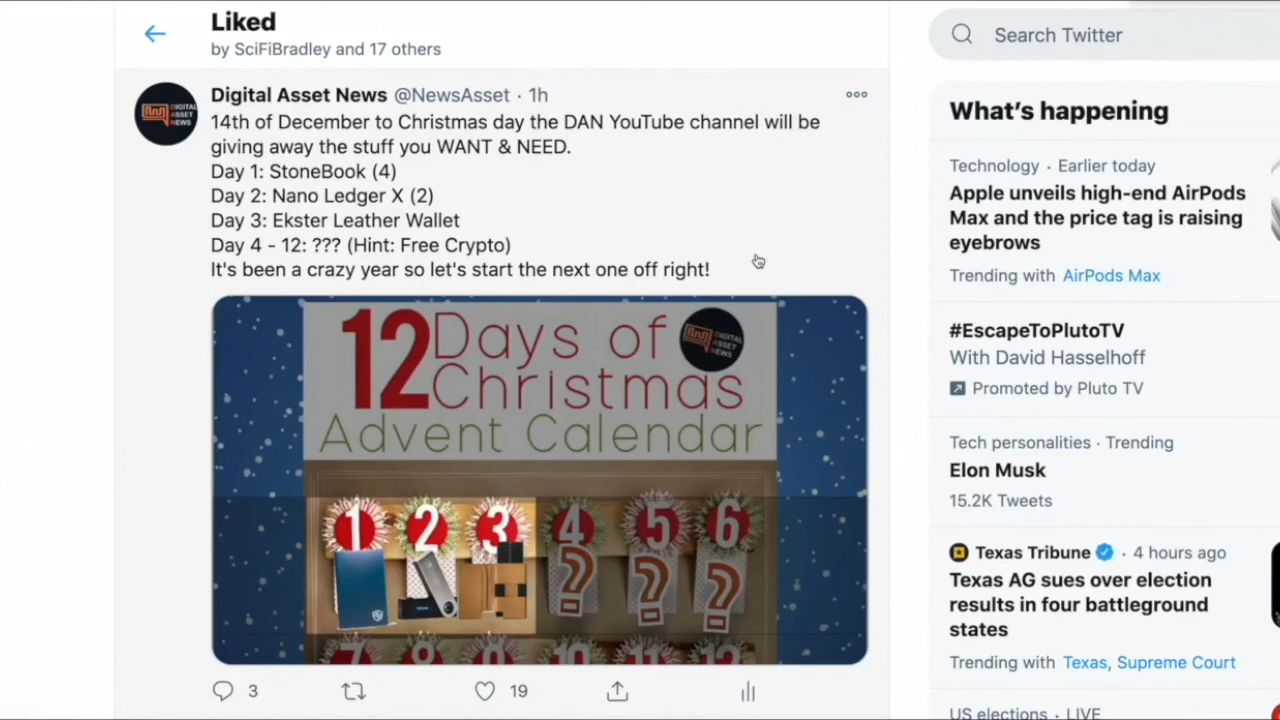 Liked
by SciFiBradley and 17 others
Digital Asset News @NewsAsset · 1h
14th of December to Christmas day the DAN YouTube channel will be
giving away the stuff you WANT & NEED.
Day 1: StoneBook (4)
Day 2: Nano Ledger X (2)
Day 3: Ekster Leather Wallet
Day 4 - 12: ??? (Hint: Free Crypto)
It's been a crazy year so let's start the next one off right!
DIGITAL
ASSET
NEWS
12 Days of
Christmas
Advent Calendar
DIGITAL
ASSET
NEWS
1 2 3 4 5 6
? ? ?
7 8 9 10 11 12
3
19
Search Twitter
What's happening
Technology · Earlier today
Apple unveils high-end AirPods
Max and the price tag is raising
eyebrows
Trending with AirPods Max
#EscapeToPlutoTV
With David Hasselhoff
Promoted by Pluto TV
Tech personalities · Trending
Elon Musk
15.2K Tweets
Texas Tribune · 4 hours ago
Texas AG sues over election
results in four battleground
states
Trending with Texas, Supreme Court
US elections · LIVE